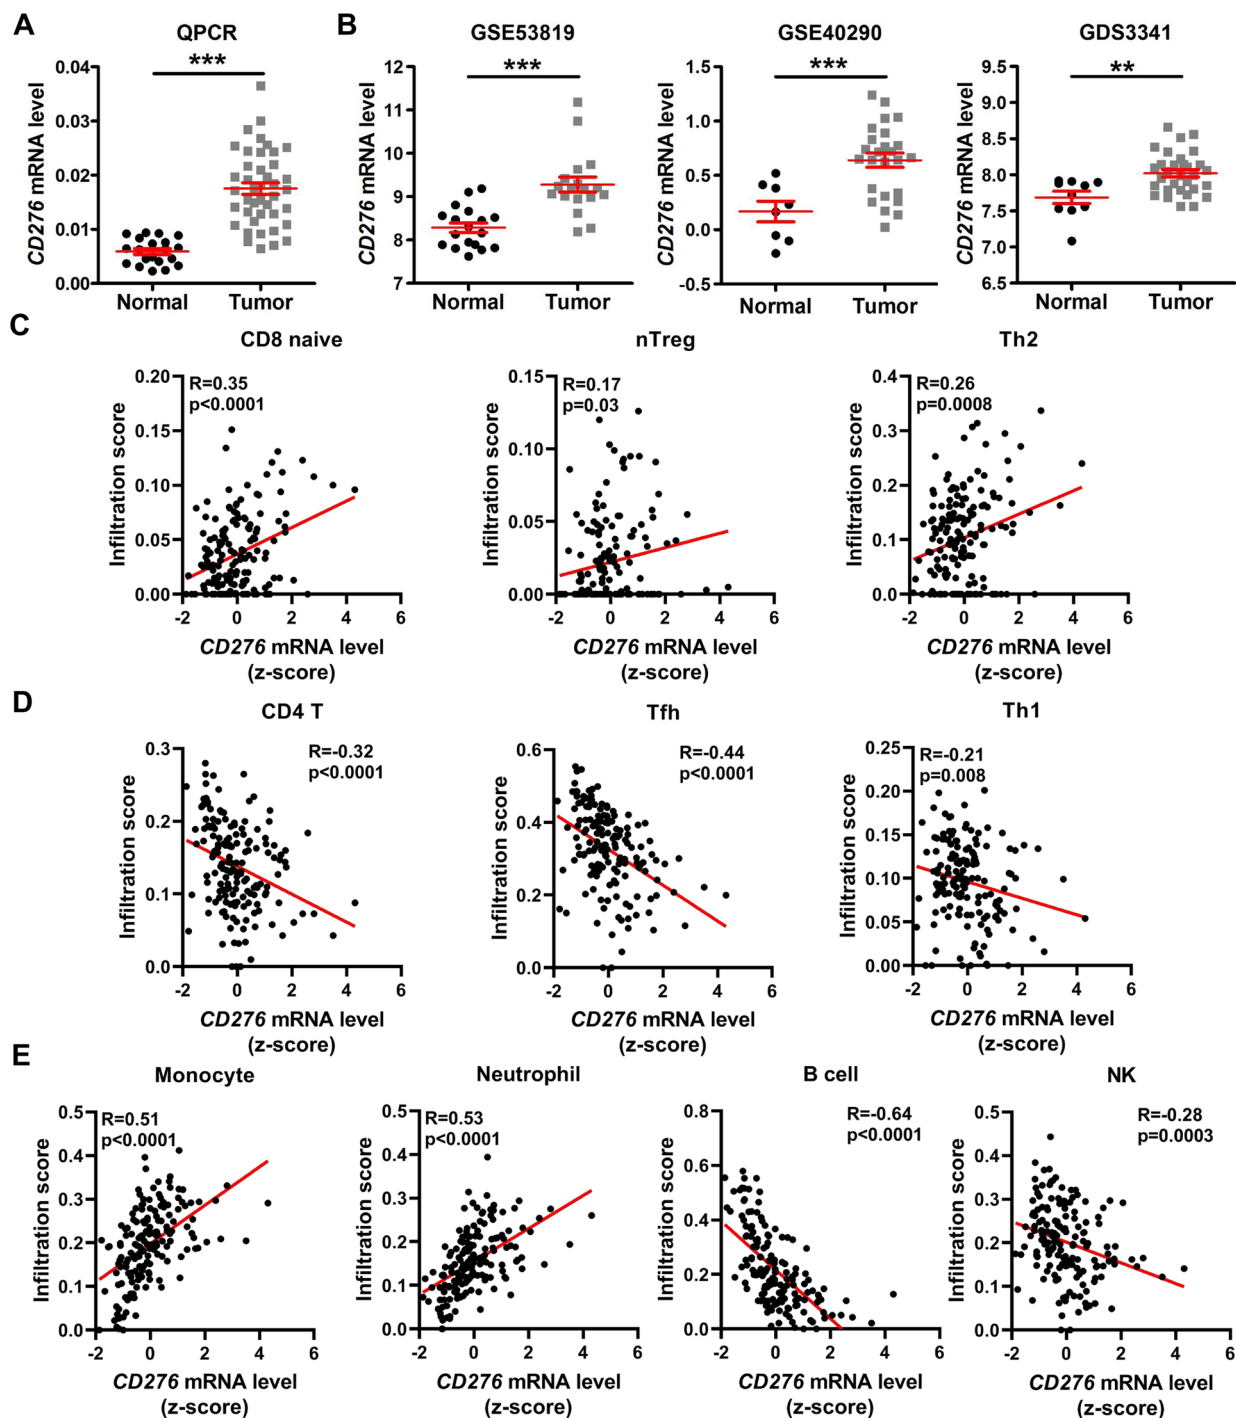 A
B
QPCR
GSE53819
GSE40290
GDS3341
***
***
***
**
CD276 mRNA level
0.04
0.03
0.02
0.01
0.00
Normal Tumor
CD276 mRNA level
12
11
10
9
8
7
Normal Tumor
CD276 mRNA level
1.5
1.0
0.5
0.0
-0.5
Normal Tumor
CD276 mRNA level
9.5
9.0
8.5
8.0
7.5
7.0
6.5
Normal Tumor
C
CD8 naive
R=0.35
p<0.0001
Infiltration score
0.20
0.15
0.10
0.05
0.00
-2 0 2 4 6
CD276 mRNA level
(z-score)
nTreg
R=0.17
p=0.03
Infiltration score
0.15
0.10
0.05
0.00
-2 0 2 4 6
CD276 mRNA level
(z-score)
Th2
R=0.26
p=0.0008
Infiltration score
0.4
0.3
0.2
0.1
0.0
-2 0 2 4 6
CD276 mRNA level
(z-score)
D
CD4 T
R=-0.32
p<0.0001
Infiltration score
0.3
0.2
0.1
0.0
-2 0 2 4 6
CD276 mRNA level
(z-score)
Tfh
R=-0.44
p<0.0001
Infiltration score
0.6
0.4
0.2
0.0
-2 0 2 4 6
CD276 mRNA level
(z-score)
Th1
R=-0.21
p=0.008
Infiltration score
0.25
0.20
0.15
0.10
0.05
0.00
-2 0 2 4 6
CD276 mRNA level
(z-score)
E
Monocyte
R=0.51
p<0.0001
Infiltration score
0.5
0.4
0.3
0.2
0.1
0.0
-2 0 2 4 6
CD276 mRNA level
(z-score)
Neutrophil
R=0.53
p<0.0001
Infiltration score
0.5
0.4
0.3
0.2
0.1
0.0
-2 0 2 4 6
CD276 mRNA level
(z-score)
B cell
R=-0.64
p<0.0001
Infiltration score
0.8
0.6
0.4
0.2
0.0
-2 0 2 4 6
CD276 mRNA level
(z-score)
NK
R=-0.28
p=0.0003
Infiltration score
0.5
0.4
0.3
0.2
0.1
0.0
-2 0 2 4 6
CD276 mRNA level
(z-score)